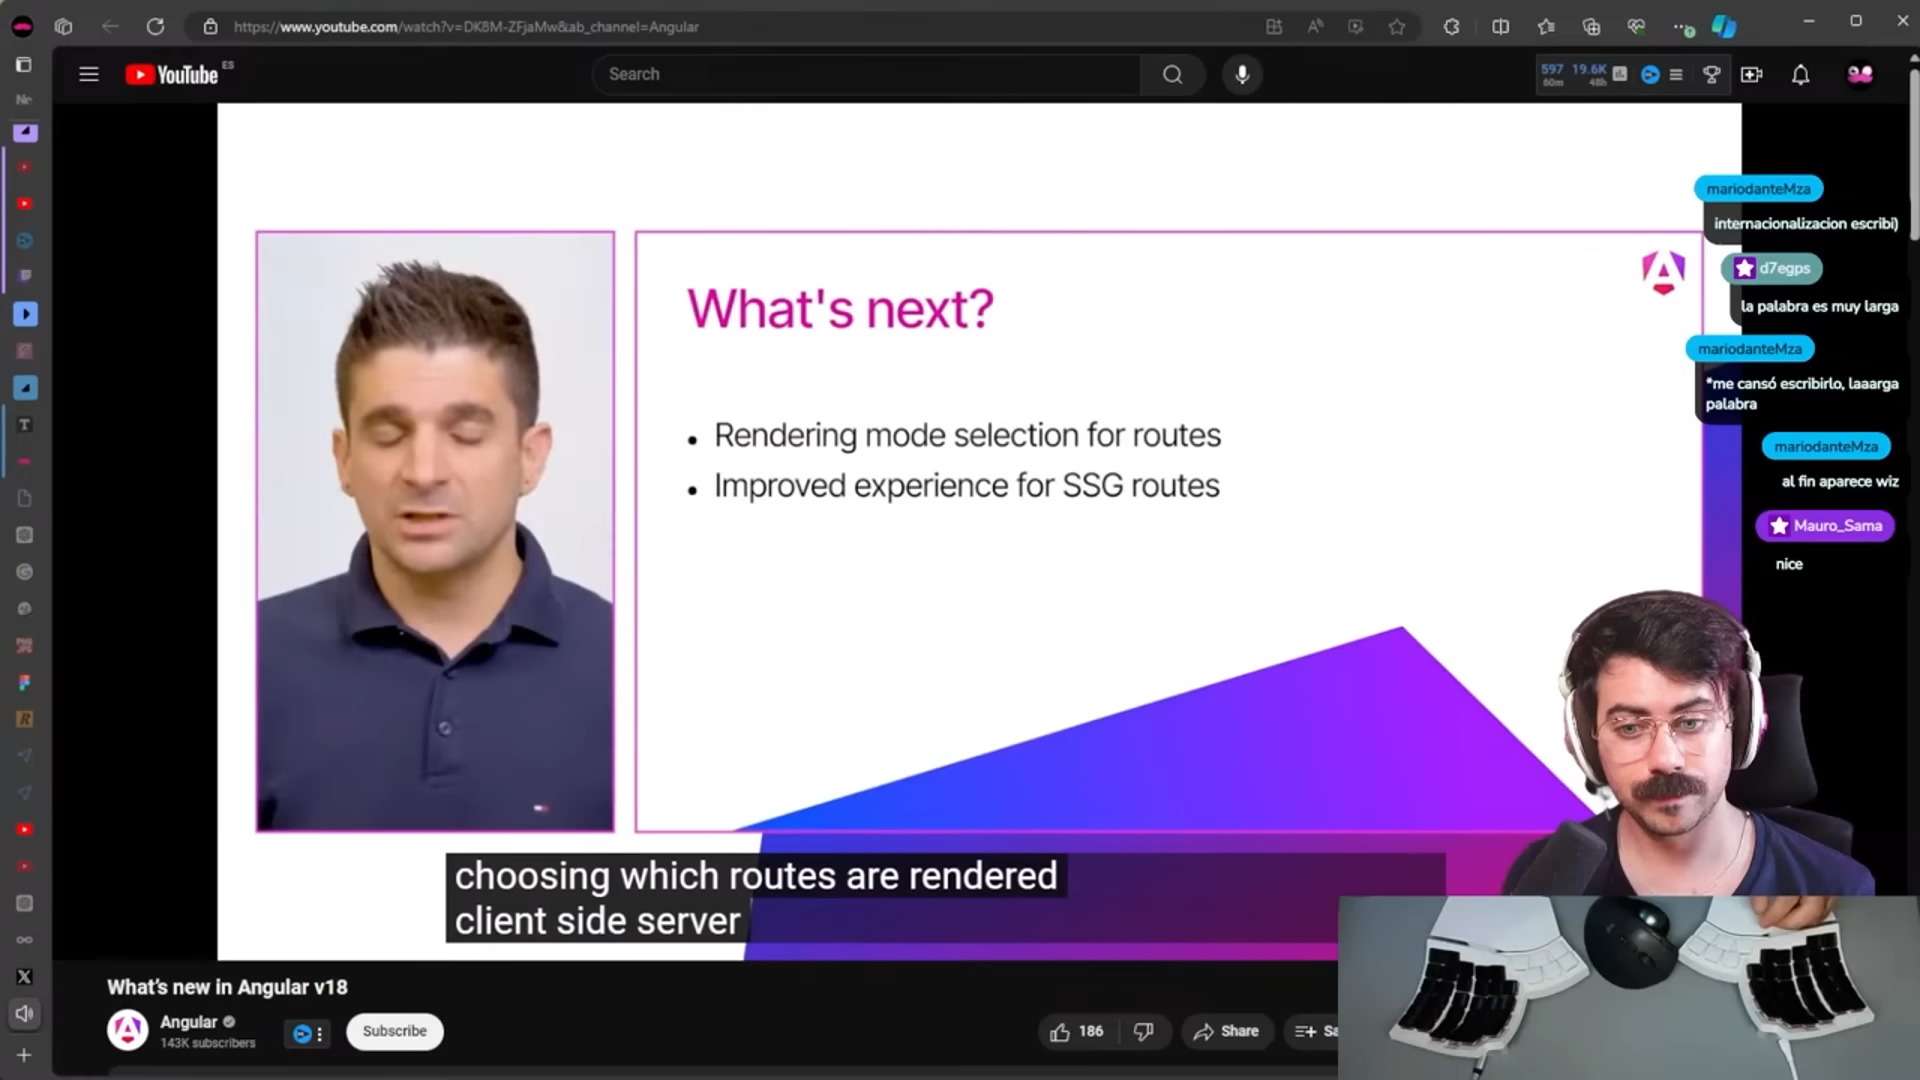 https://www.youtube.com/watch?v=DK8M-ZFjaMw&ab_channel=Angular
YouTube ES
Search
597 19.6K
60m 48h
What's next?
• Rendering mode selection for routes
• Improved experience for SSG routes
mariodanteMza
internacionalizacion escribi)
d7egps
la palabra es muy larga
mariodanteMza
*me cansó escribirlo, laaarga
palabra
mariodanteMza
al fin aparece wiz
Mauro_Sama
nice
choosing which routes are rendered
client side server
What's new in Angular v18
Angular
143K subscribers
Subscribe
186
Share
Sa